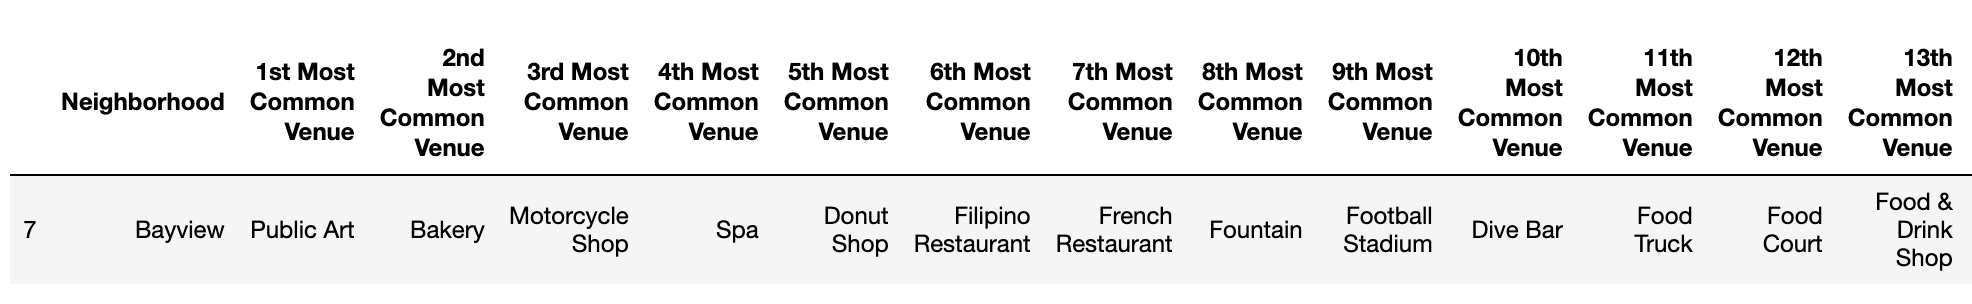 Neighborhood
1st Most
Common
Venue
2nd
Most
Common
Venue
3rd Most
Common
Venue
4th Most
Common
Venue
5th Most
Common
Venue
6th Most
Common
Venue
7th Most
Common
Venue
8th Most
Common
Venue
9th Most
Common
Venue
10th
Most
Common
Venue
11th
Most
Common
Venue
12th
Most
Common
Venue
13th
Most
Common
Venue
7
Bayview
Public Art
Bakery
Motorcycle
Shop
Spa
Donut
Shop
Filipino
Restaurant
French
Restaurant
Fountain
Football
Stadium
Dive Bar
Food
Truck
Food
Court
Food &
Drink
Shop